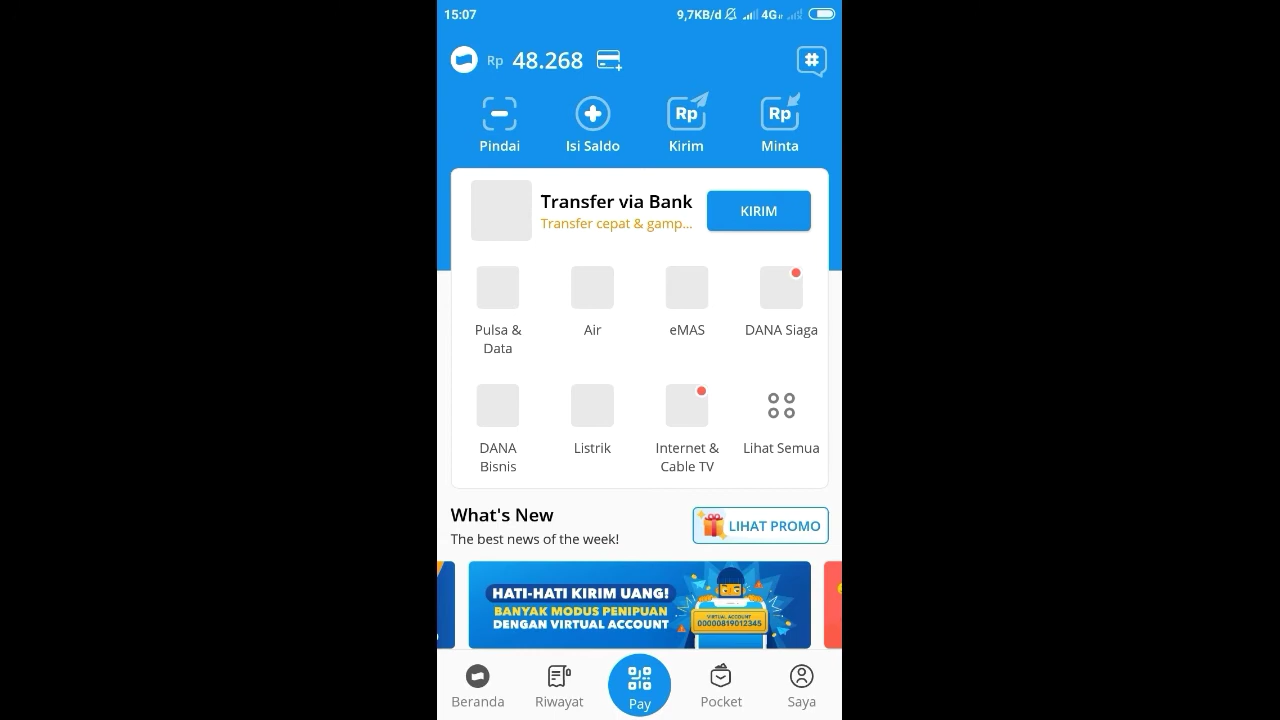 15:07
9,7KB/d 4G
Rp 48.268
#
Pindai
Isi Saldo
Rp
Kirim
Rp
Minta
Transfer via Bank
Transfer cepat & gamp...
KIRIM
Pulsa &
Data
Air
eMAS
DANA Siaga
DANA
Bisnis
Listrik
Internet &
Cable TV
Lihat Semua
What's New
The best news of the week!
LIHAT PROMO
HATI-HATI KIRIM UANG!
BANYAK MODUS PENIPUAN
DENGAN VIRTUAL ACCOUNT
VIRTUAL ACCOUNT
00000819012345
Beranda
Riwayat
Pay
Pocket
Saya